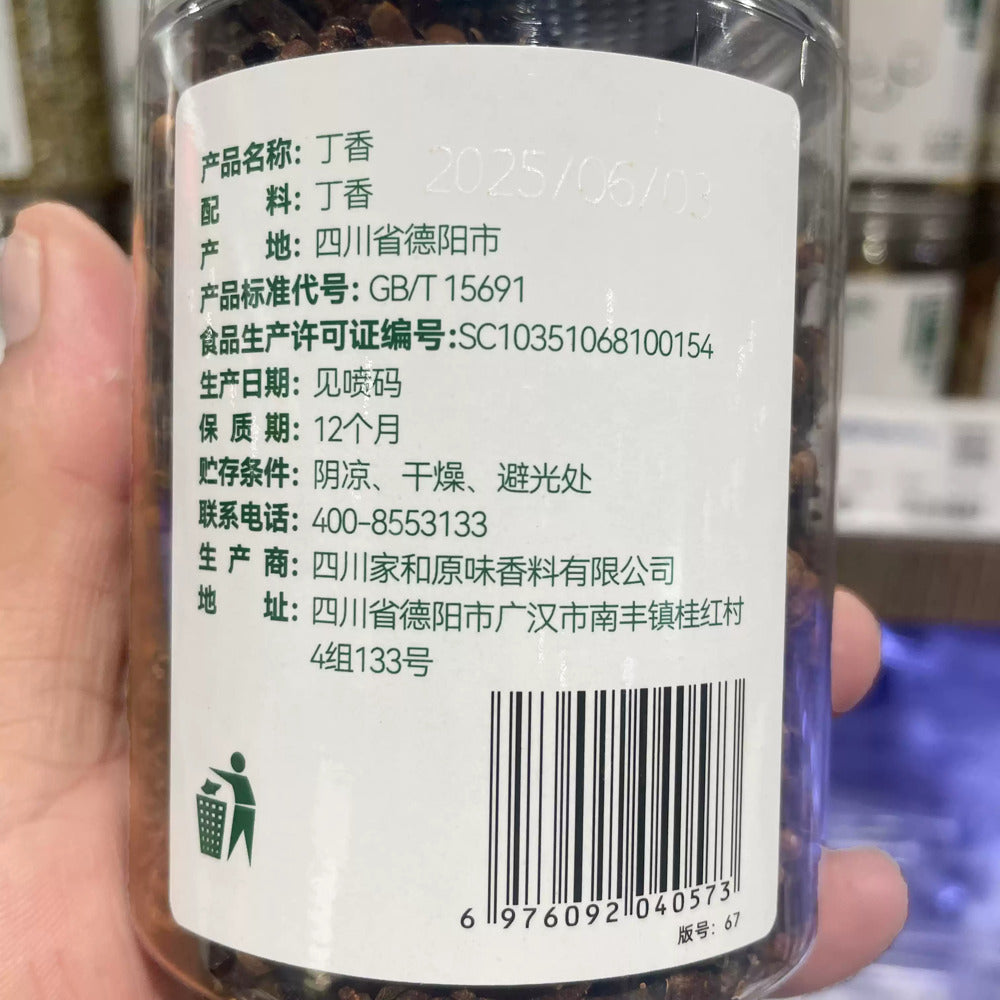 2025/06/03
产品名称：丁香
配　　料：丁香
产　　地：四川省德阳市
产品标准代号：GB/T 15691
食品生产许可证编号:SC10351068100154
生产日期：见喷码
保 质 期：12个月
贮存条件：阴凉、干燥、避光处
联系电话：400-8553133
生 产 商：四川家和原味香料有限公司
地　　址：四川省德阳市广汉市南丰镇桂红村
4组133号
6 976092 040573
版号：67